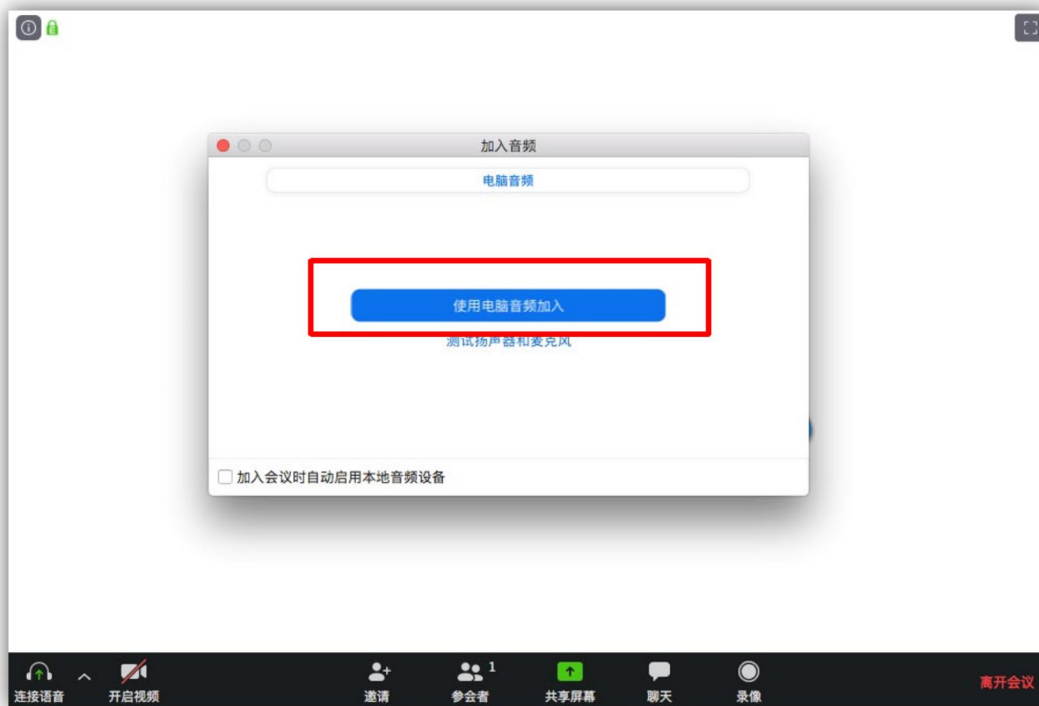 加入音频
电脑音频
使用电脑音频加入
测试扬声器和麦克风
加入会议时自动启用本地音频设备
1
连接语音
开启视频
邀请
参会者
共享屏幕
聊天
录像
离开会议